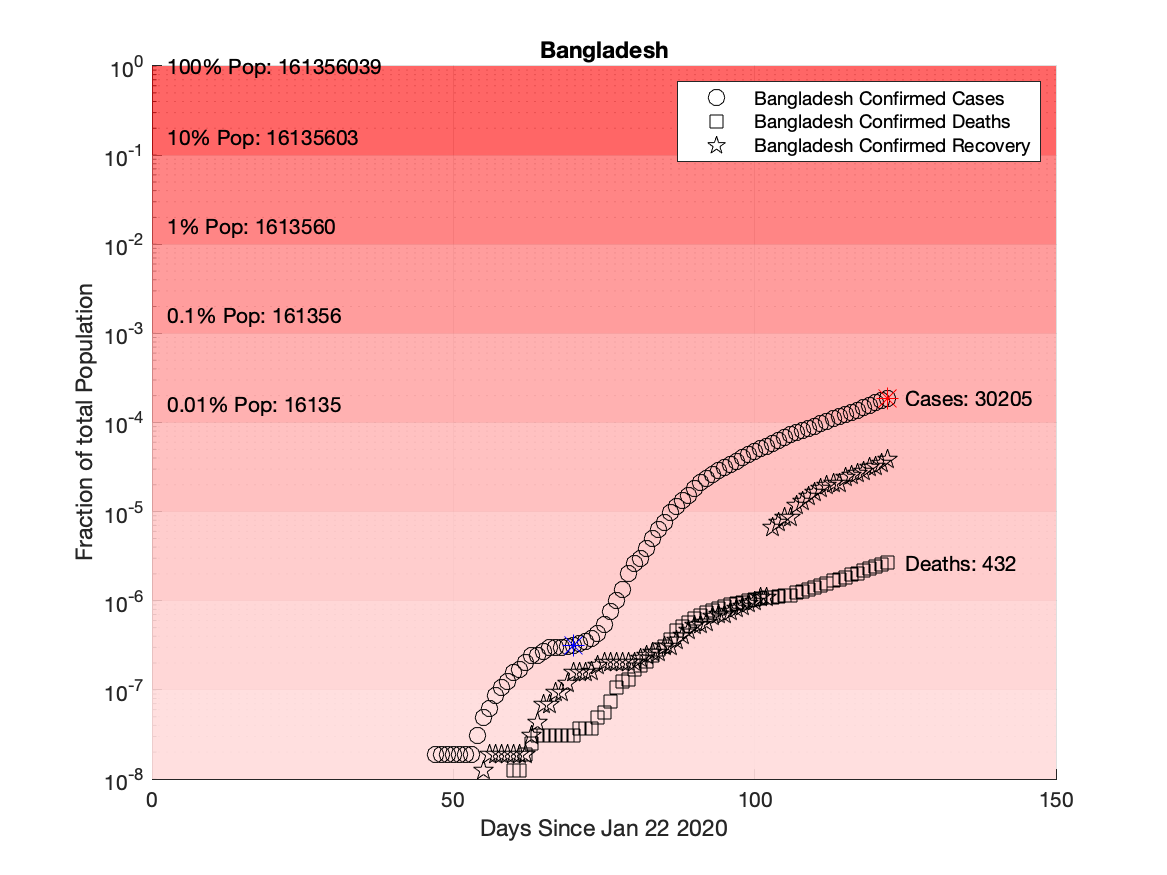 Bangladesh
10^0
100% Pop: 161356039
Bangladesh Confirmed Cases
Bangladesh Confirmed Deaths
Bangladesh Confirmed Recovery
10% Pop: 16135603
10^-1
1% Pop: 1613560
10^-2
0.1% Pop: 161356
10^-3
0.01% Pop: 16135
Cases: 30205
10^-4
10^-5
Deaths: 432
10^-6
10^-7
10^-8
Fraction of total Population
0
50
100
150
Days Since Jan 22 2020